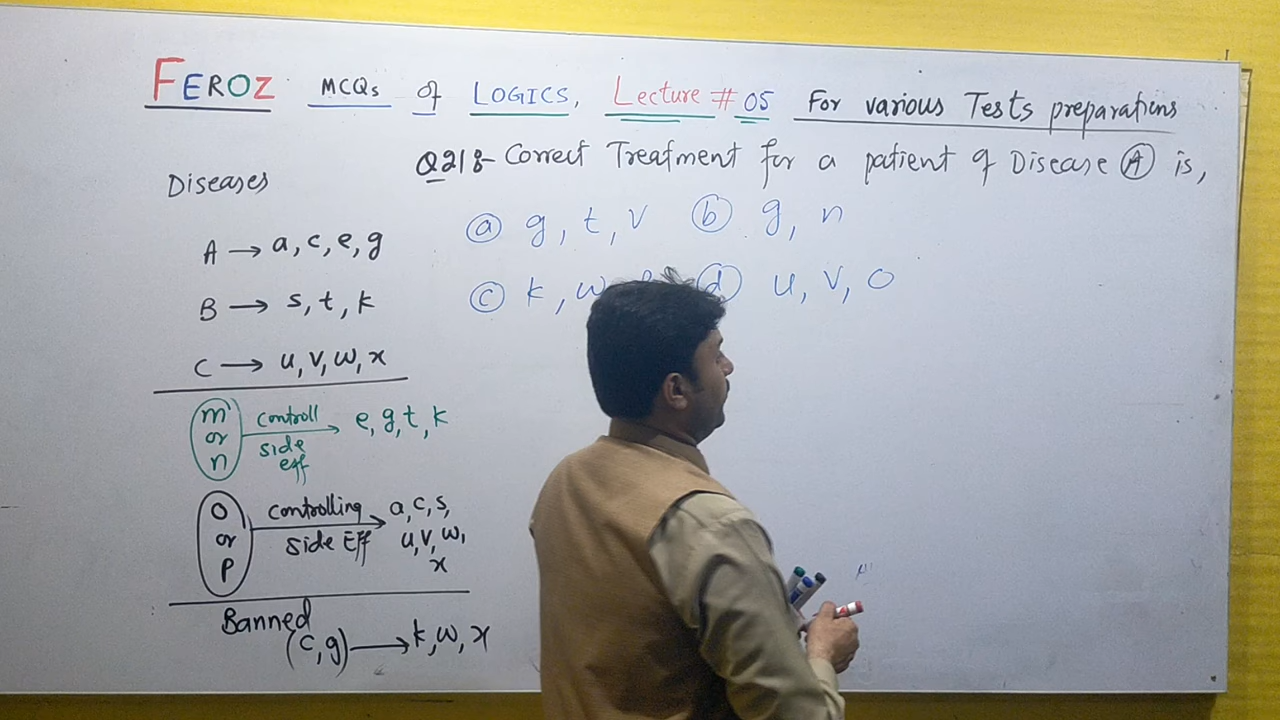 FEROZ MCQs of LOGICS, Lecture # 05 For various Tests preparations
Q218- Correct Treatment for a patient of Disease A is,
a g, t, v b g, n
c k, w d u, v, o
Diseases
A → a, c, e, g
B → s, t, k
C → u, v, w, x
m or n controll side eff → e, g, t, k
O or P controlling side Eff → a, c, s,
u, v, w,
x
Banned
(c, g) → k, w, x